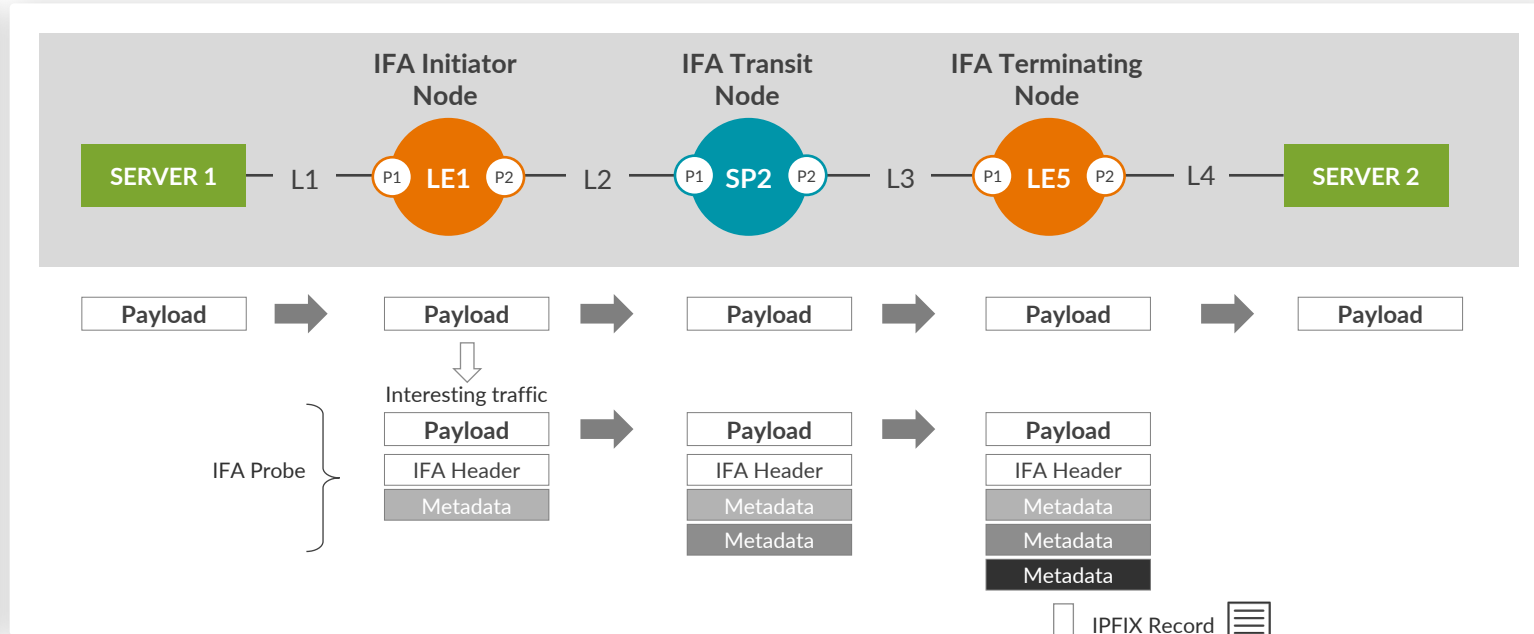 IFA Initiator
Node
IFA Transit
Node
IFA Terminating
Node
SERVER 1
L1
P1
LE1
P2
L2
P1
SP2
P2
L3
P1
LE5
P2
L4
SERVER 2
Payload
Payload
Payload
Payload
Payload
Interesting traffic
Payload
Payload
Payload
IFA Probe
IFA Header
IFA Header
IFA Header
Metadata
Metadata
Metadata
Metadata
Metadata
Metadata
IPFIX Record